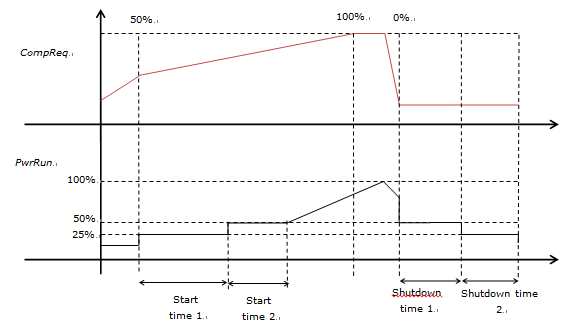 50%
100%
0%
CompReq.
PwrRun.
100%
50%
25%
Start
time 1.
Start
time 2.
Shutdown
time 1.
Shutdown time
2.